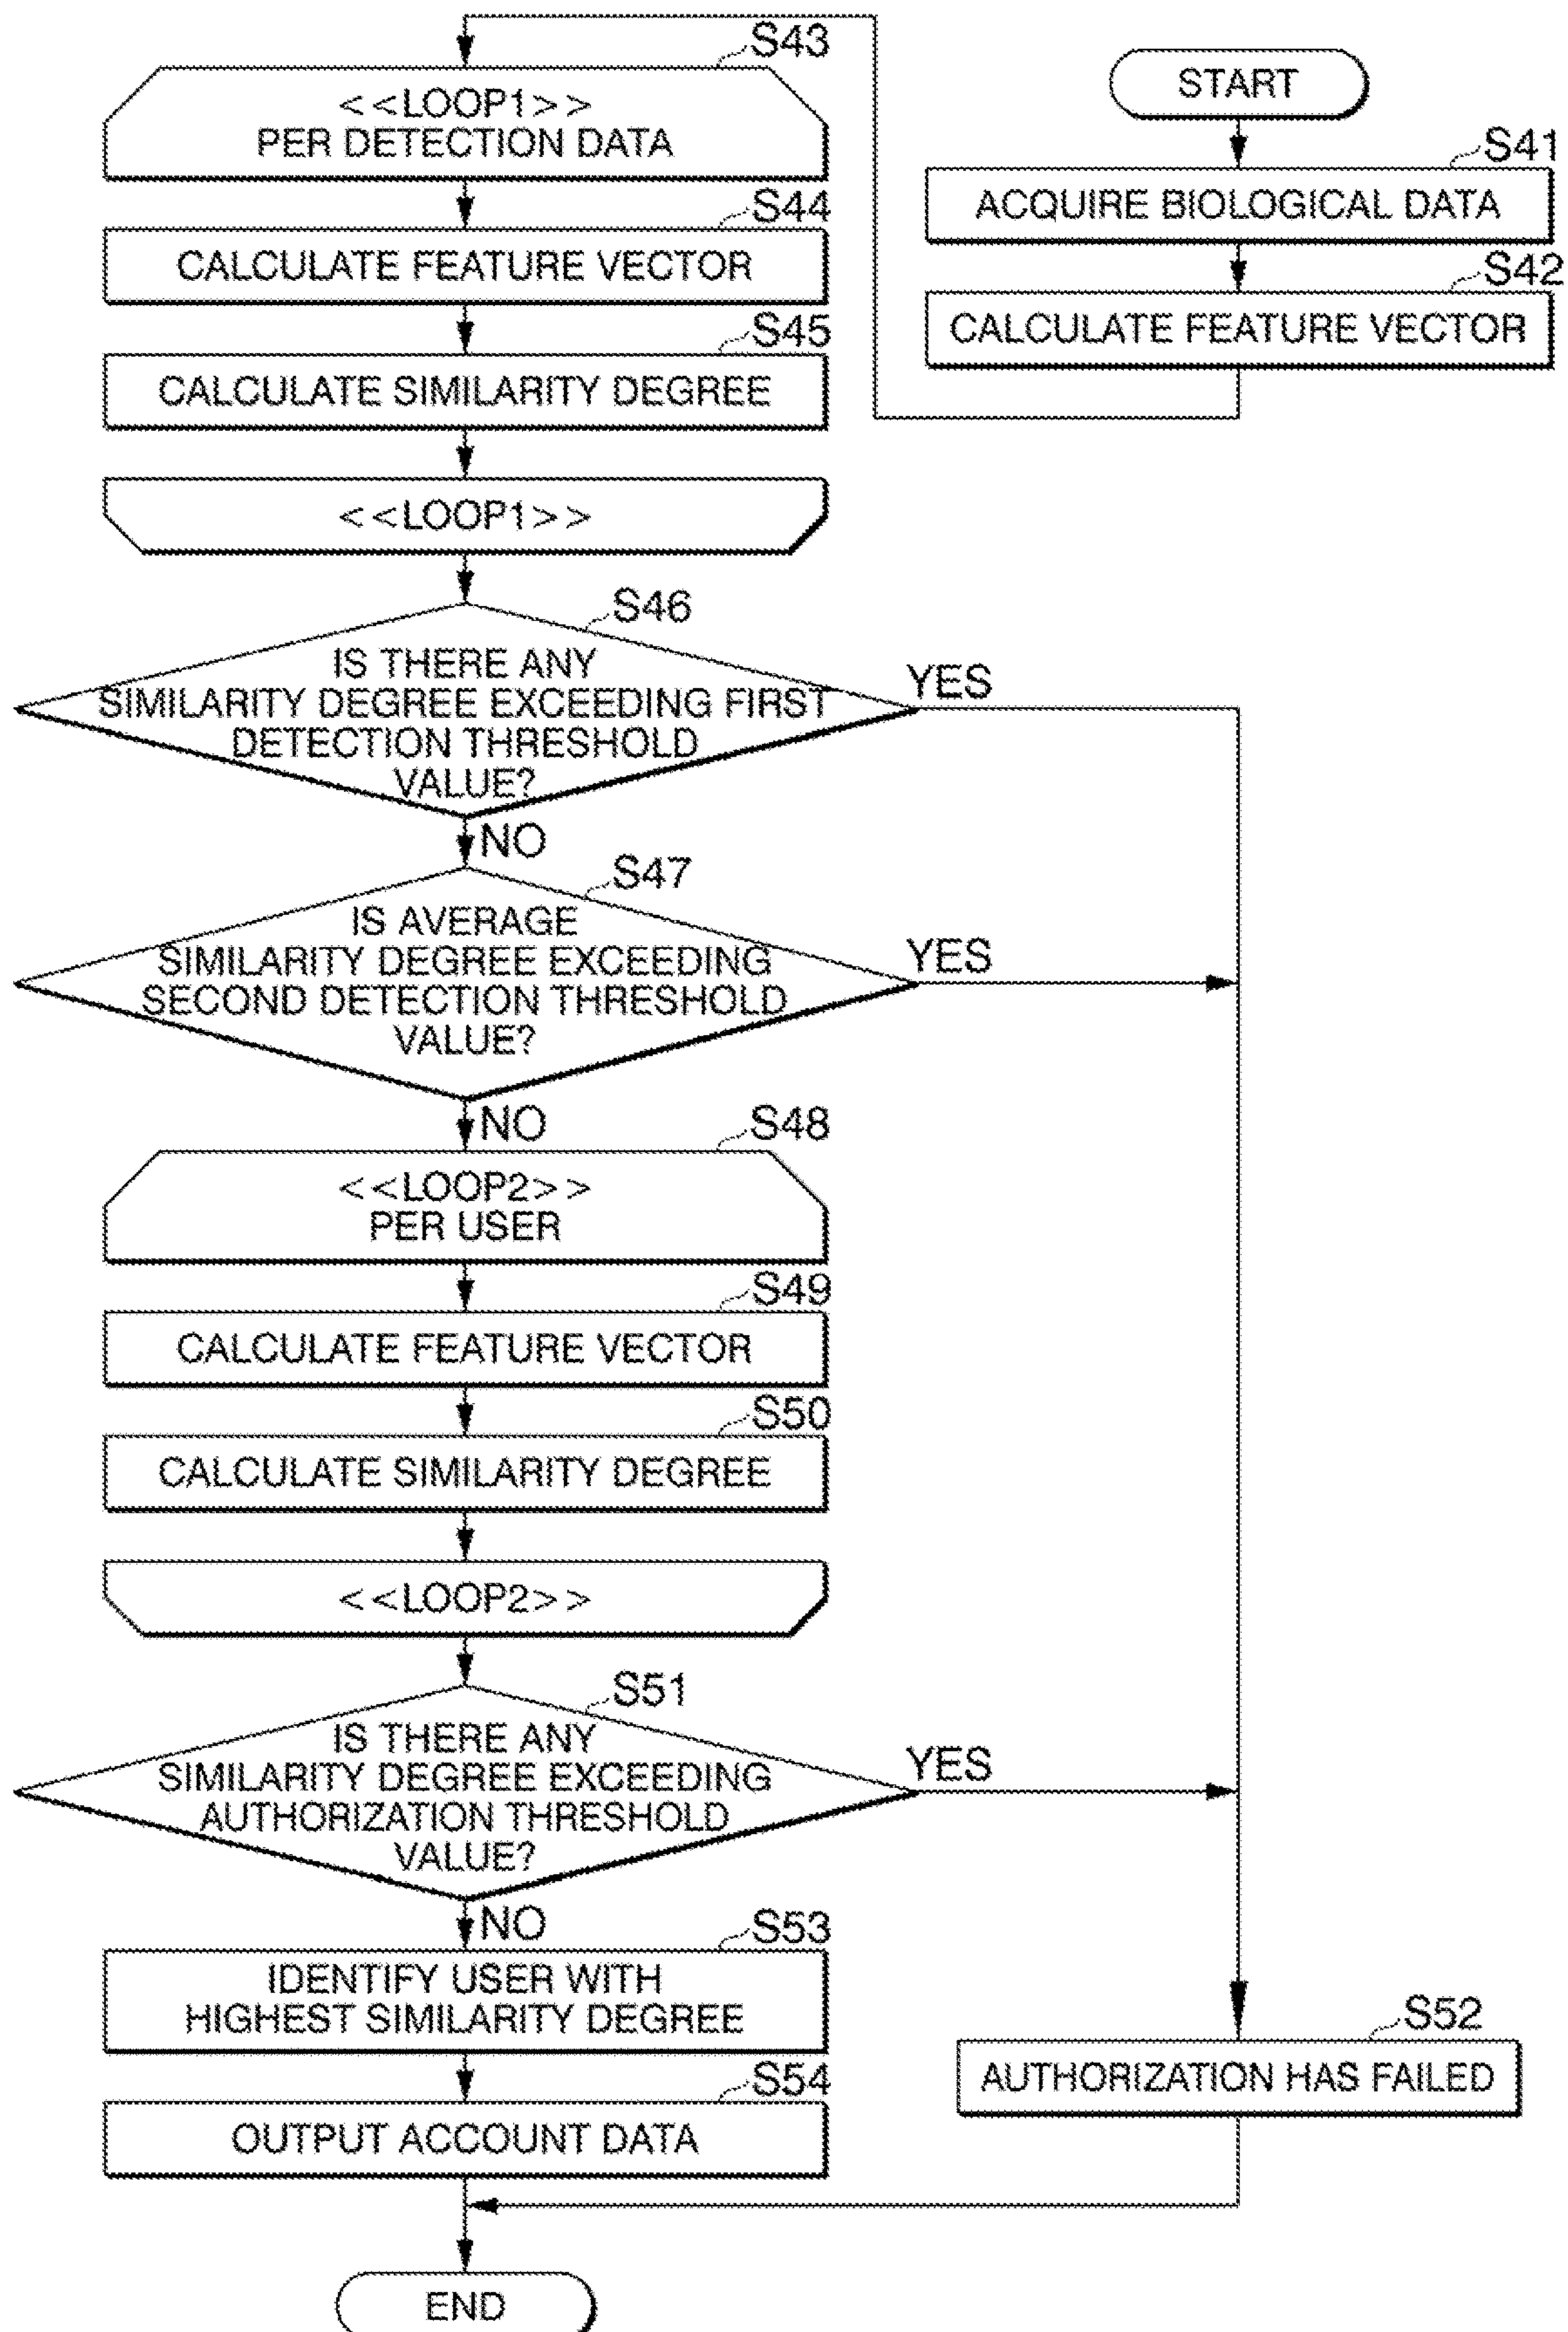 START
S41
ACQUIRE BIOLOGICAL DATA
S42
CALCULATE FEATURE VECTOR
S43
<<LOOP1>>
PER DETECTION DATA
S44
CALCULATE FEATURE VECTOR
S45
CALCULATE SIMILARITY DEGREE
<<LOOP1>>
S46
IS THERE ANY
SIMILARITY DEGREE EXCEEDING FIRST
DETECTION THRESHOLD
VALUE?
YES
NO
S47
IS AVERAGE
SIMILARITY DEGREE EXCEEDING
SECOND DETECTION THRESHOLD
VALUE?
YES
NO
S48
<<LOOP2>>
PER USER
S49
CALCULATE FEATURE VECTOR
S50
CALCULATE SIMILARITY DEGREE
<<LOOP2>>
S51
IS THERE ANY
SIMILARITY DEGREE EXCEEDING
AUTHORIZATION THRESHOLD
VALUE?
YES
NO
S53
IDENTIFY USER WITH
HIGHEST SIMILARITY DEGREE
S52
AUTHORIZATION HAS FAILED
S54
OUTPUT ACCOUNT DATA
END